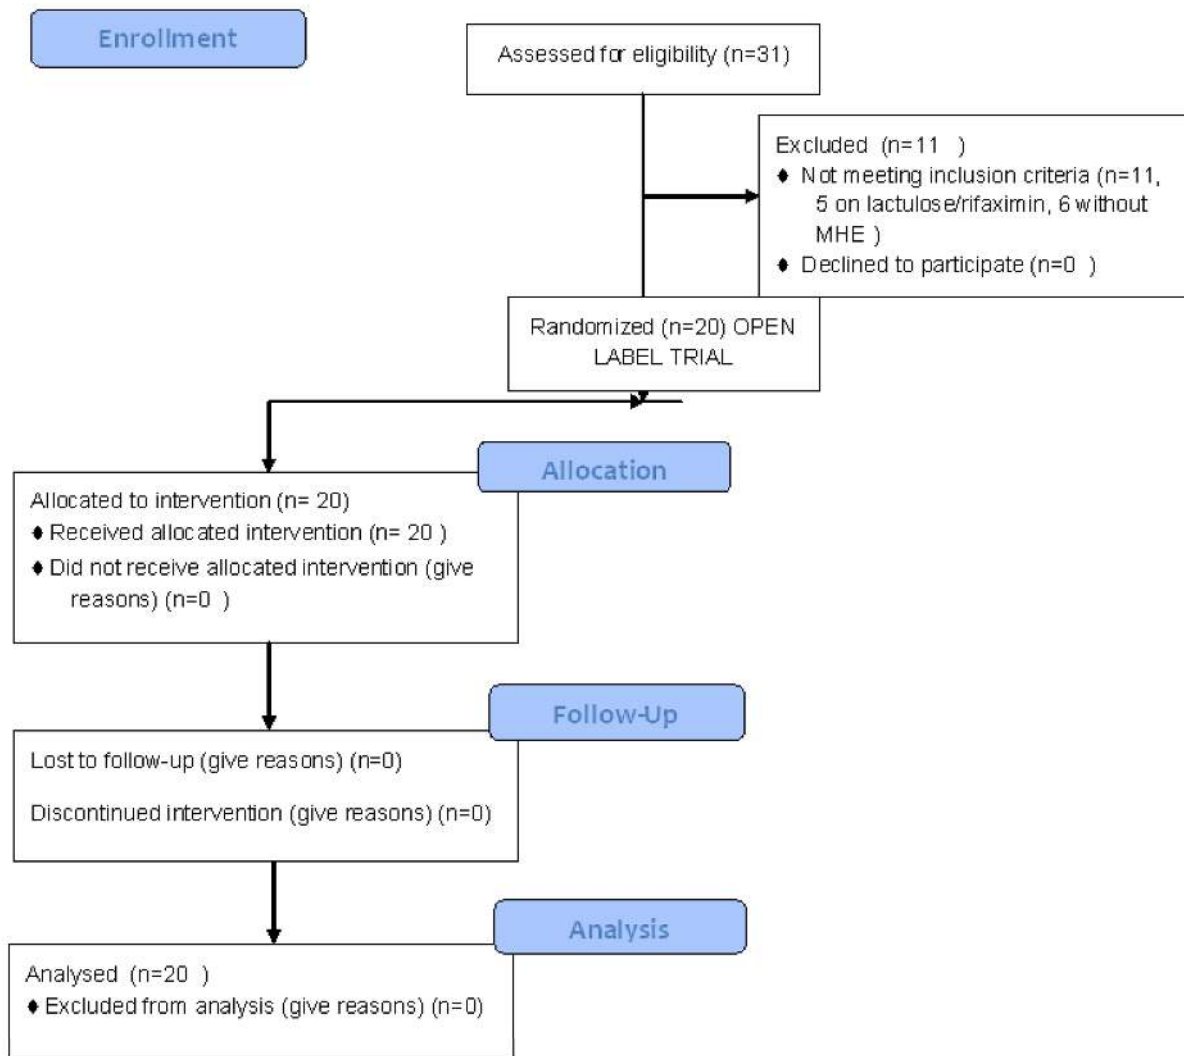 Enrollment
Assessed for eligibility (n=31)
Excluded (n=11 )
♦ Not meeting inclusion criteria (n=11,
5 on lactulose/rifaximin, 6 without
MHE )
♦ Declined to participate (n=0 )
Randomized (n=20) OPEN
LABEL TRIAL
Allocation
Allocated to intervention (n= 20)
♦ Received allocated intervention (n= 20 )
♦ Did not receive allocated intervention (give
reasons) (n=0 )
Follow-Up
Lost to follow-up (give reasons) (n=0)
Discontinued intervention (give reasons) (n=0)
Analysis
Analysed (n=20 )
♦ Excluded from analysis (give reasons) (n=0)